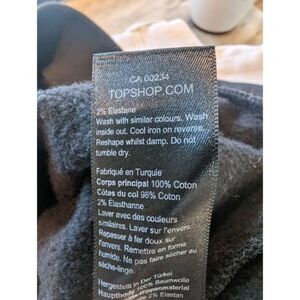 CA 00234
TOPSHOP.COM
2% Elastane
Wash with similar colours. Wash
inside out. Cool iron on reverse.
Reshape whilst damp. Do not
tumble dry.
Fabriqué en Turquie
Corps principal 100% Coton
Côtes du col 98% Coton
2% Élasthanne
Laver avec des couleurs
similaires. Laver sur l'envers.
Repasser à fer doux sur
l'envers. Remettre en forme
humide. Ne pas faire sécher au
sèche-linge.
Hergestellt in Der Türkei
Hauptbody 100% Baumwolle
2% Elastan